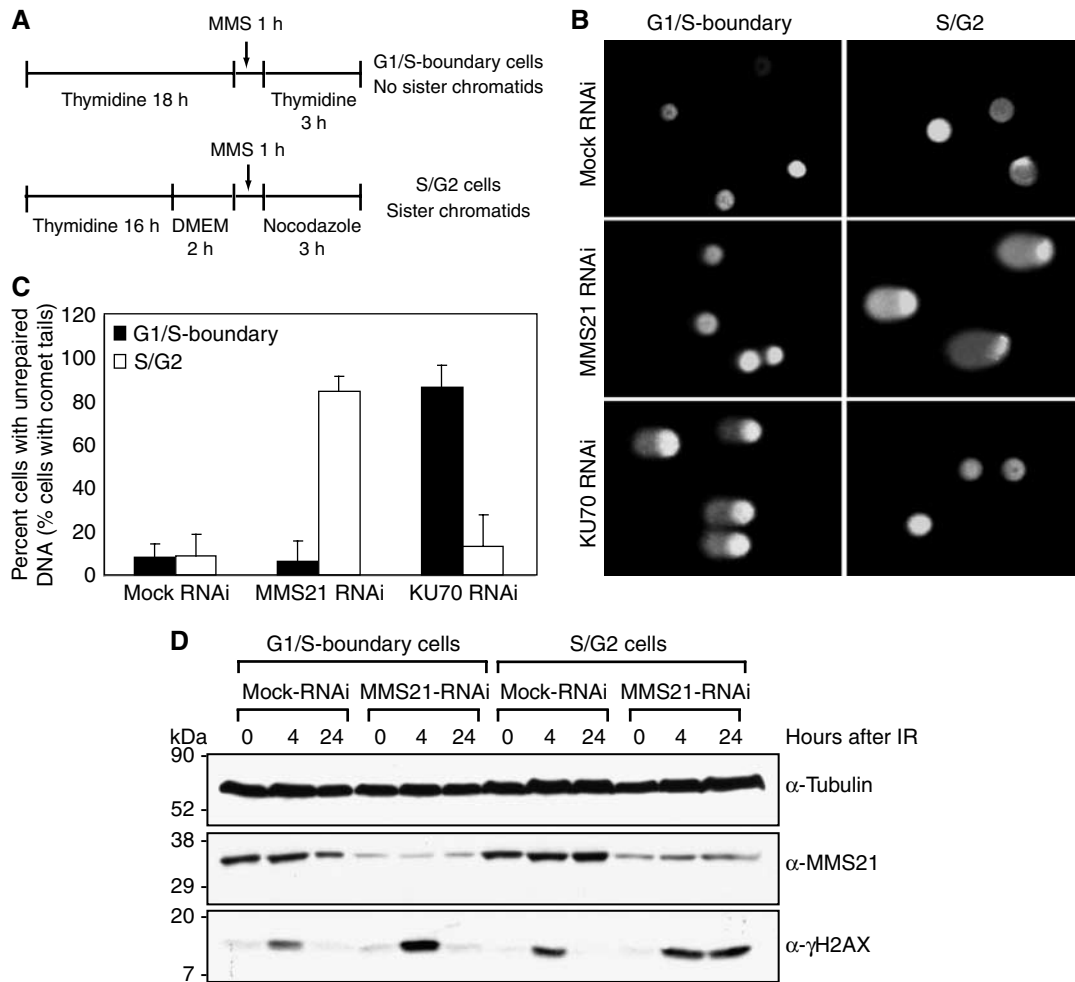 A
MMS 1 h
G1/S-boundary cells
No sister chromatids
Thymidine 18 h
Thymidine
3 h
MMS 1 h
S/G2 cells
Sister chromatids
Thymidine 16 h
DMEM
2 h
Nocodazole
3 h
B
G1/S-boundary
S/G2
Mock RNAi
MMS21 RNAi
KU70 RNAi
C
Percent cells with unrepaired
DNA (% cells with comet tails)
120
100
80
60
40
20
0
G1/S-boundary
S/G2
Mock RNAi
MMS21 RNAi
KU70 RNAi
D
G1/S-boundary cells
S/G2 cells
Mock-RNAi
MMS21-RNAi
Mock-RNAi
MMS21-RNAi
kDa
0 4 24 0 4 24 0 4 24 0 4 24
Hours after IR
90
52
α-Tubulin
38
29
α-MMS21
20
7
α-γH2AX